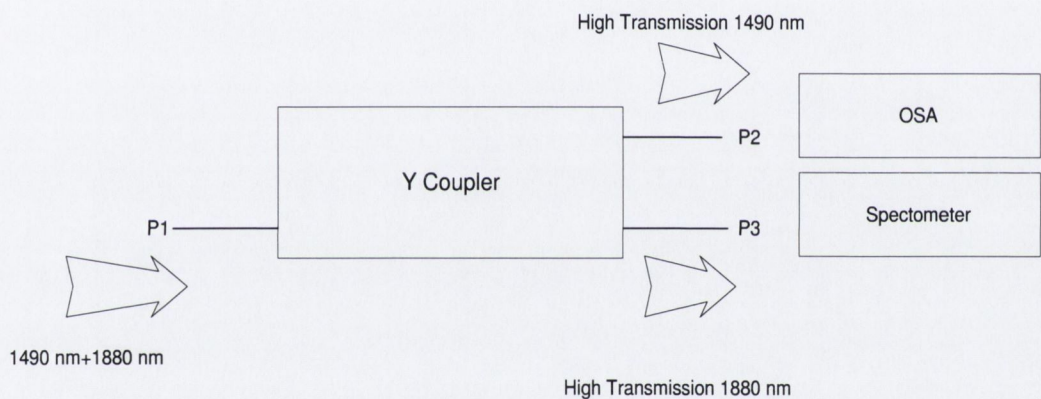 High Transmission 1490 nm
OSA
P2
Y Coupler
Spectometer
P1
P3
1490 nm+1880 nm
High Transmission 1880 nm